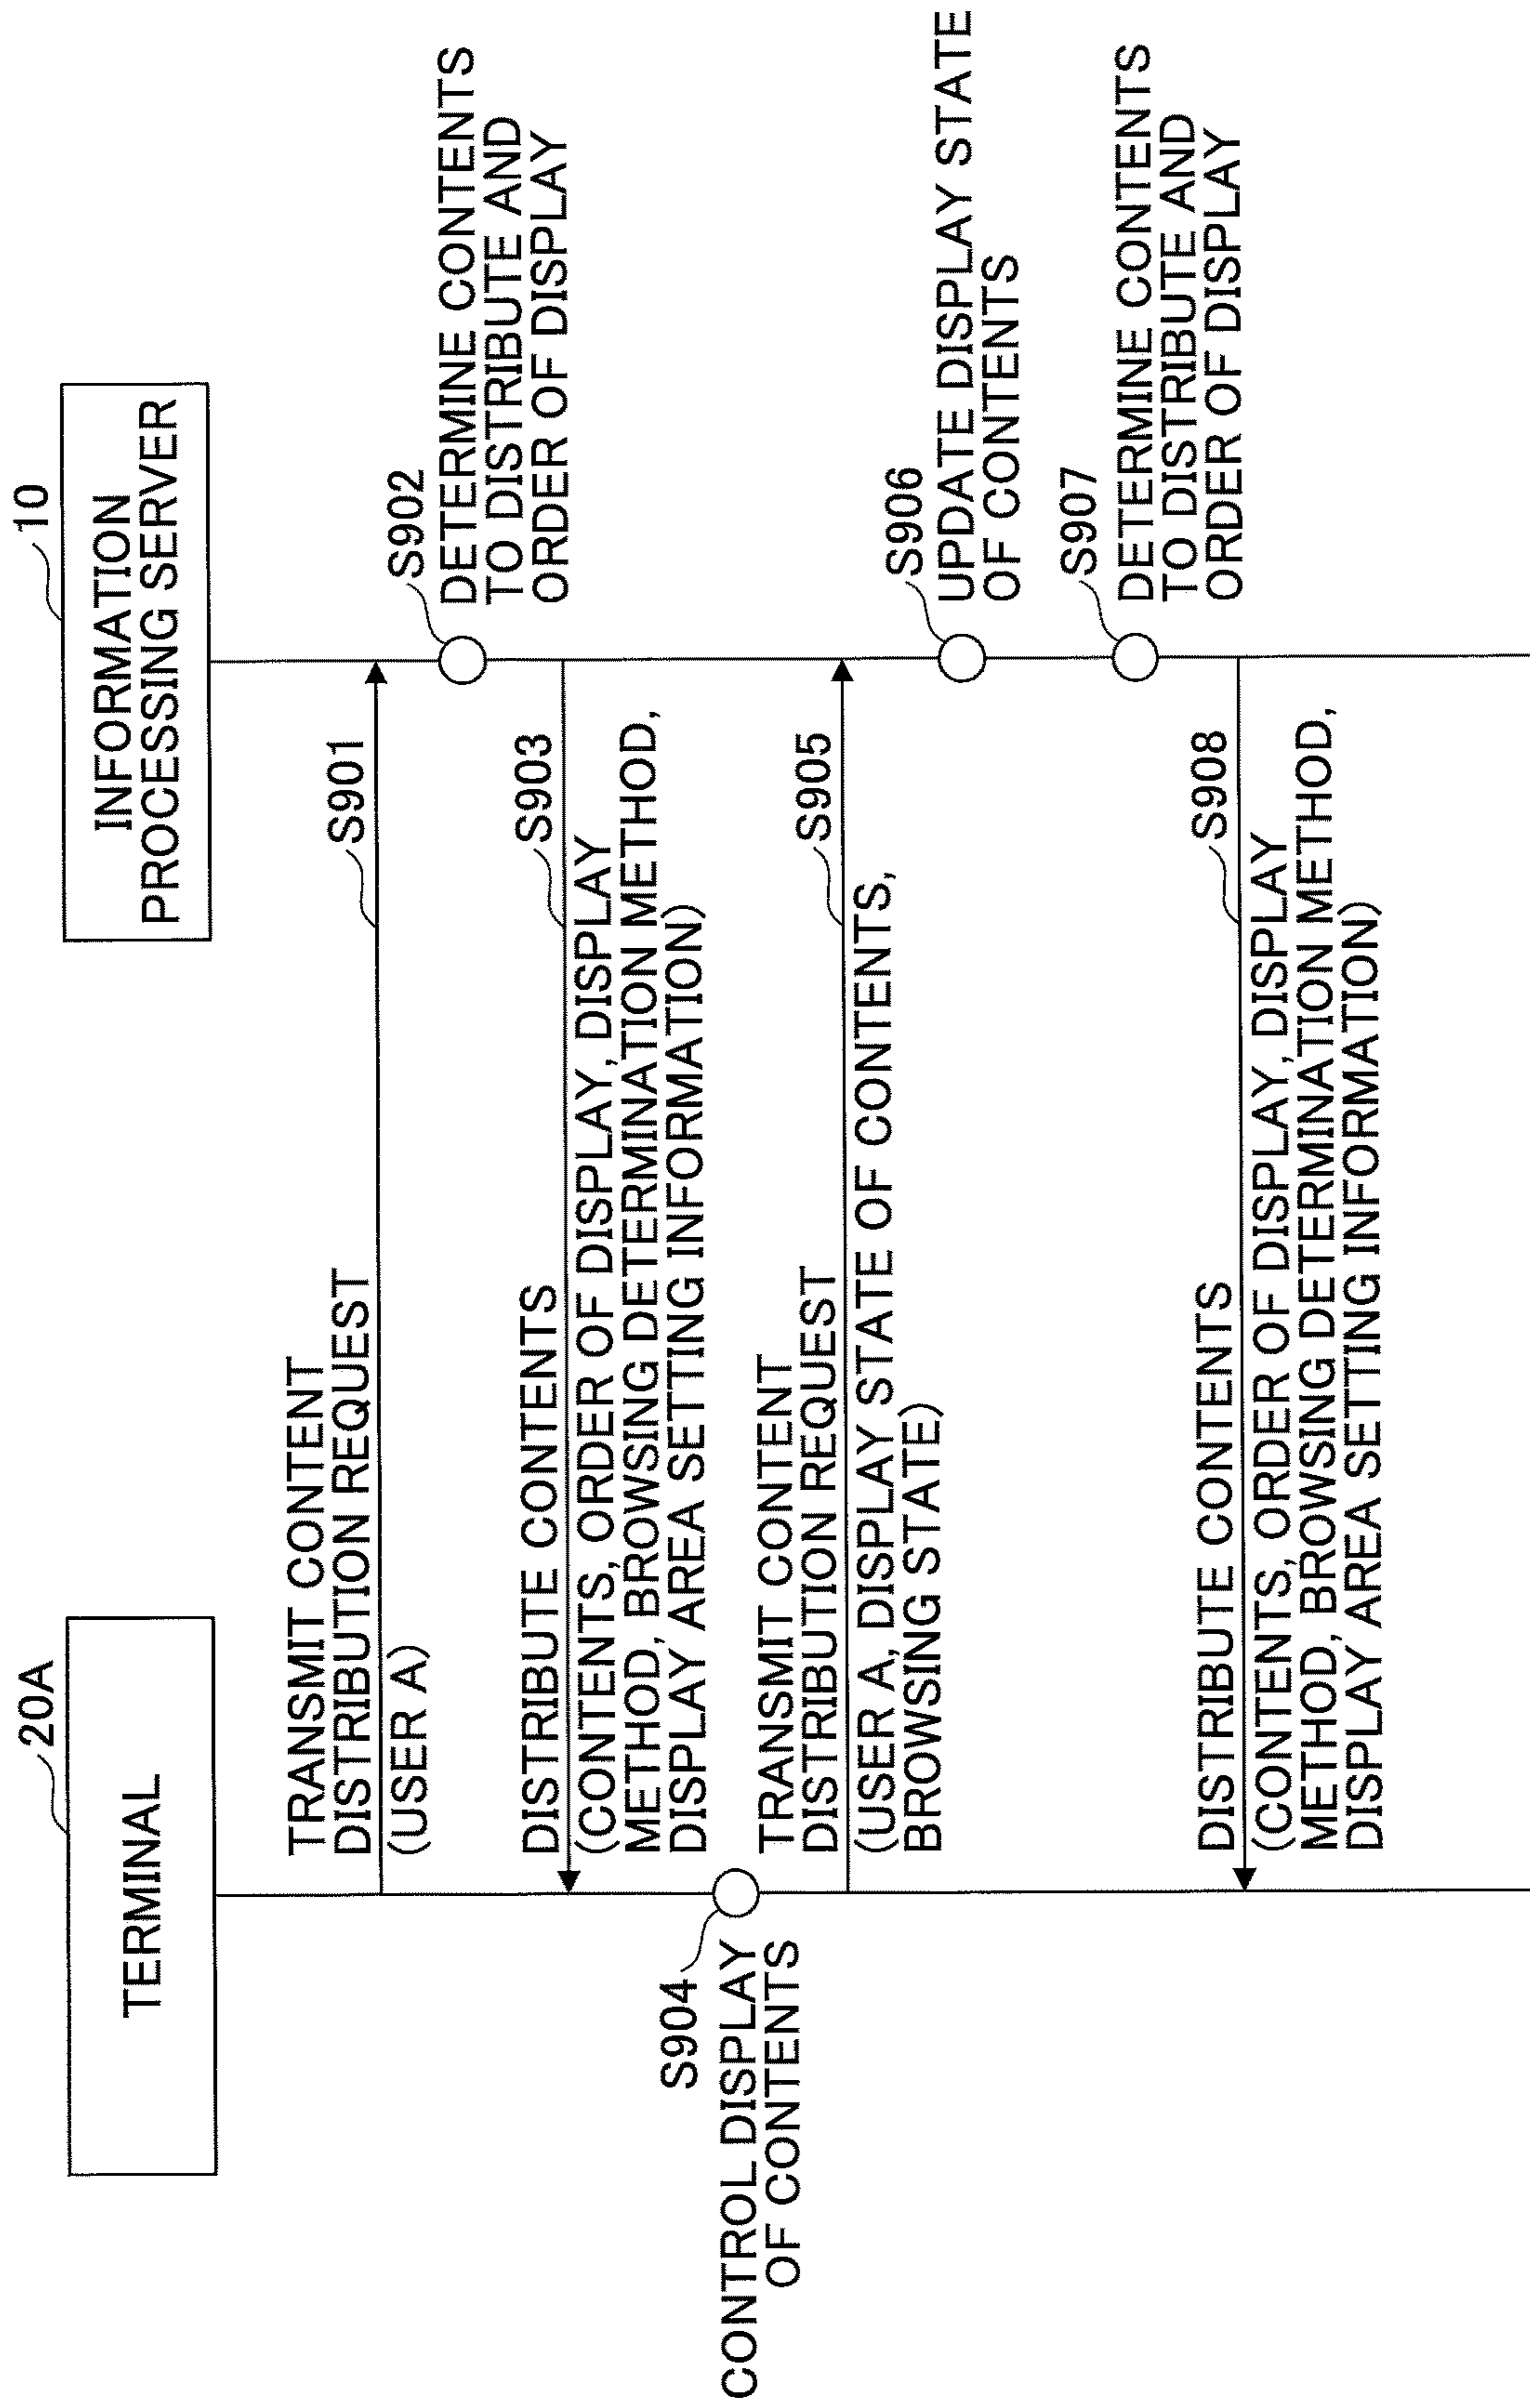 20A
TERMINAL
10
INFORMATION
PROCESSING SERVER
TRANSMIT CONTENT
DISTRIBUTION REQUEST
(USER A)
S901
S902
DETERMINE CONTENTS
TO DISTRIBUTE AND
ORDER OF DISPLAY
S903
DISTRIBUTE CONTENTS
(CONTENTS, ORDER OF DISPLAY, DISPLAY
METHOD, BROWSING DETERMINATION METHOD,
DISPLAY AREA SETTING INFORMATION)
S904
CONTROL DISPLAY
OF CONTENTS
TRANSMIT CONTENT
DISTRIBUTION REQUEST
S905
(USER A, DISPLAY STATE OF CONTENTS,
BROWSING STATE)
S906
UPDATE DISPLAY STATE
OF CONTENTS
S907
DETERMINE CONTENTS
TO DISTRIBUTE AND
ORDER OF DISPLAY
S908
DISTRIBUTE CONTENTS
(CONTENTS, ORDER OF DISPLAY, DISPLAY
METHOD, BROWSING DETERMINATION METHOD,
DISPLAY AREA SETTING INFORMATION)